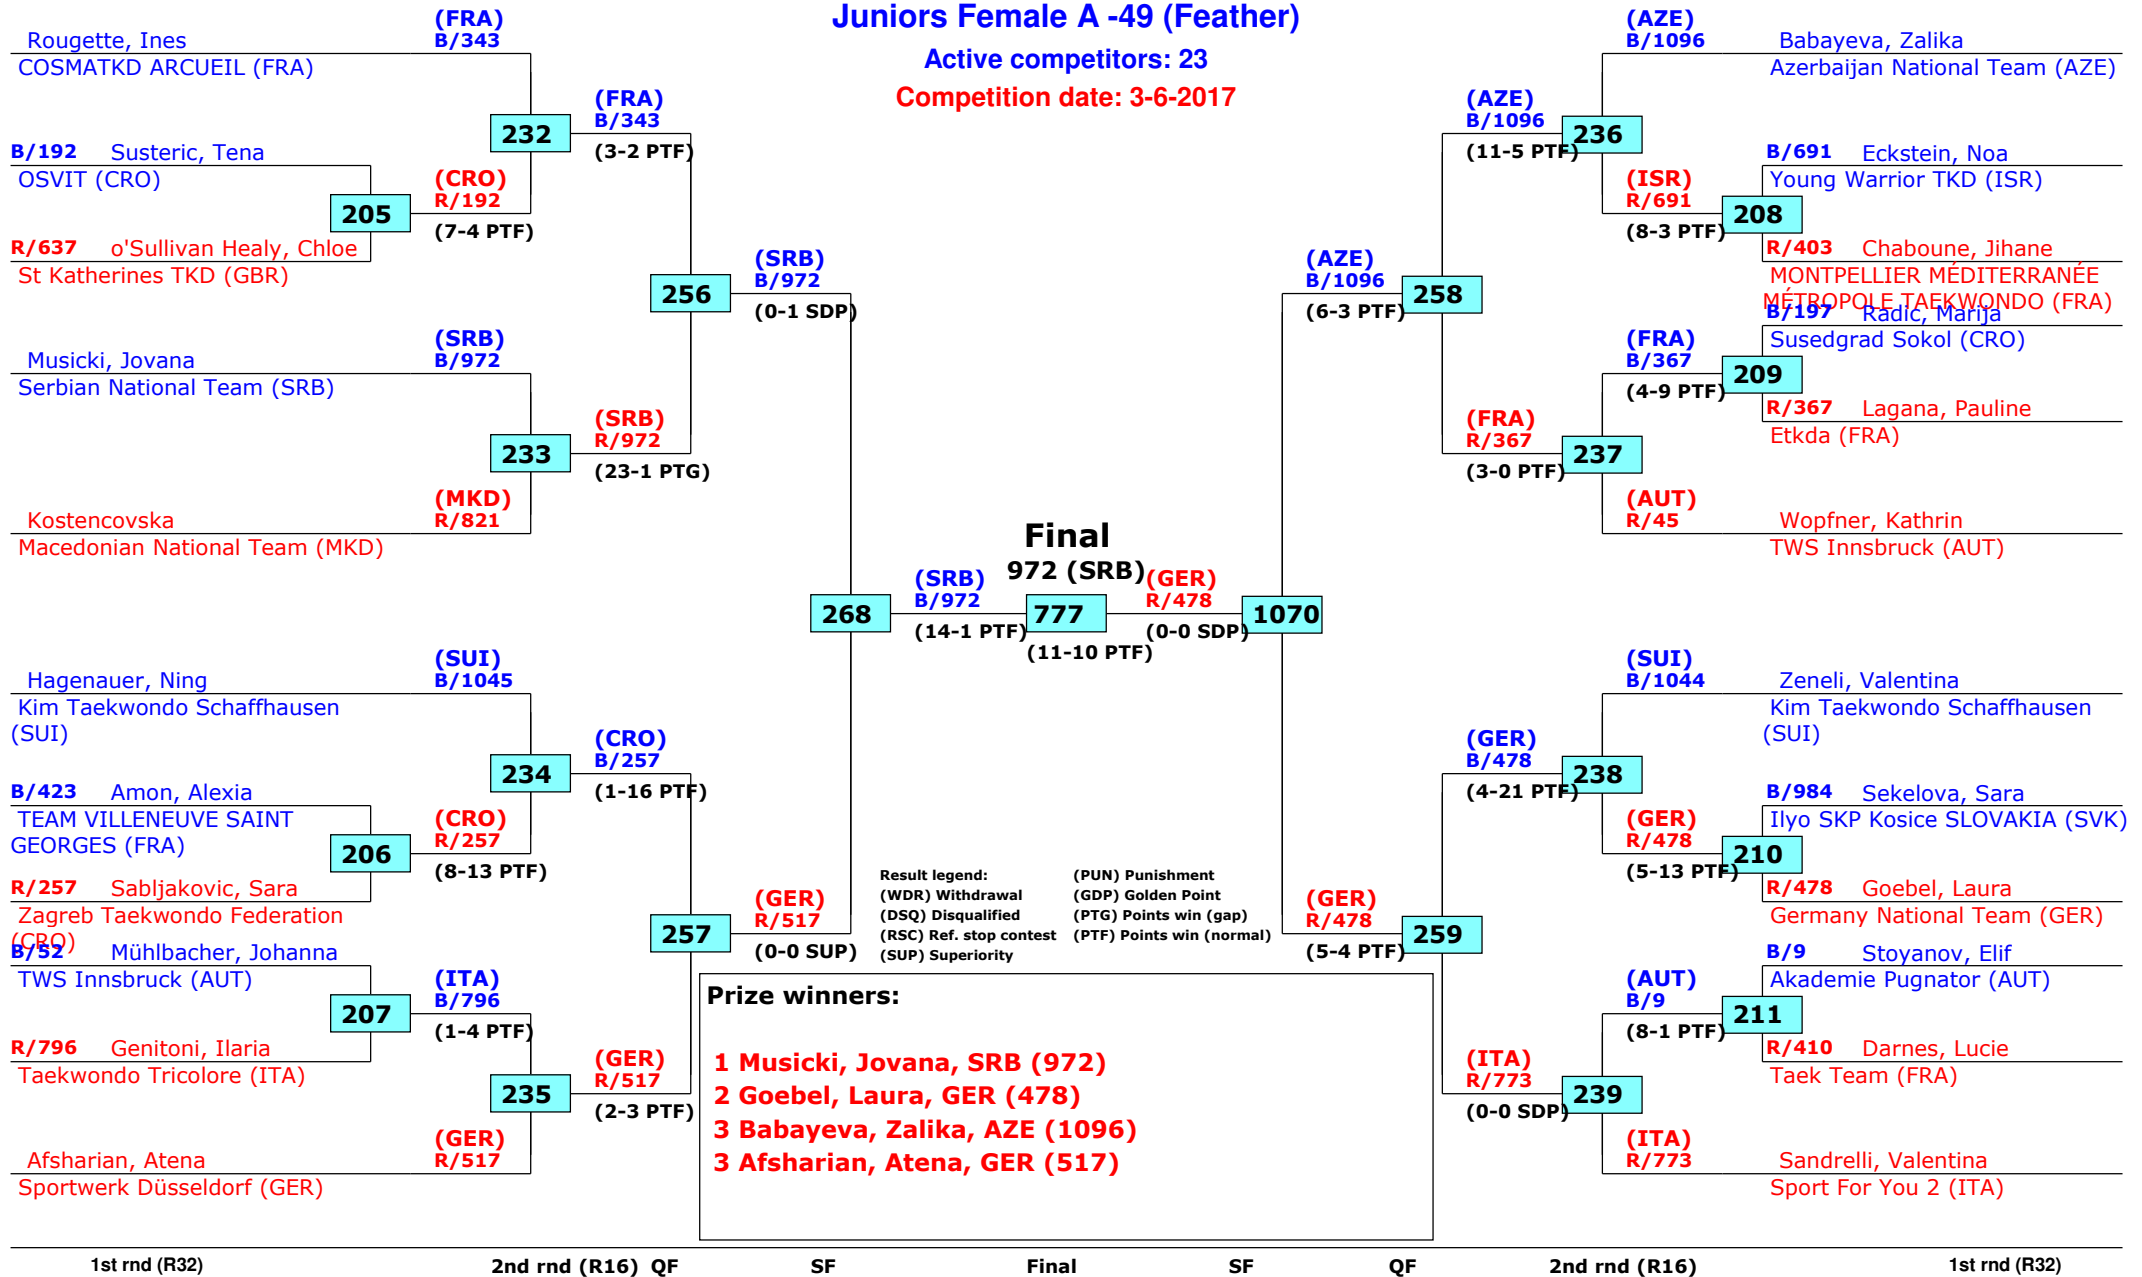 Juniors Female A -49 (Feather)
Active competitors: 23
Competition date: 3-6-2017
Rougette, Ines
COSMATKD ARCUEIL (FRA)
(FRA)
B/343
B/192 Susteric, Tena
OSVIT (CRO)
205
R/637 o'Sullivan Healy, Chloe
St Katherines TKD (GBR)
(CRO)
R/192
(7-4 PTF)
232
(FRA)
B/343
(3-2 PTF)
Musicki, Jovana
Serbian National Team (SRB)
(SRB)
B/972
233
Kostencovska
Macedonian National Team (MKD)
(MKD)
R/821
(SRB)
R/972
(23-1 PTG)
256
(SRB)
B/972
(0-1 SDP)
Hagenauer, Ning
Kim Taekwondo Schaffhausen
(SUI)
(SUI)
B/1045
B/423 Amon, Alexia
TEAM VILLENEUVE SAINT
GEORGES (FRA)
206
R/257 Sabljakovic, Sara
Zagreb Taekwondo Federation
(CRO)
(CRO)
R/257
(8-13 PTF)
234
(CRO)
B/257
(1-16 PTF)
B/52 Mühlbacher, Johanna
TWS Innsbruck (AUT)
207
R/796 Genitoni, Ilaria
Taekwondo Tricolore (ITA)
(ITA)
B/796
(1-4 PTF)
235
Afsharian, Atena
Sportwerk Düsseldorf (GER)
(GER)
R/517
(GER)
R/517
(2-3 PTF)
257
(GER)
R/517
(0-0 SUP)
268
(SRB)
B/972
(14-1 PTF)
Final
972 (SRB)
777
(11-10 PTF)
(GER)
R/478
(0-0 SDP)
1070
(AZE)
B/1096
(6-3 PTF)
258
(AZE)
B/1096
(11-5 PTF)
236
(AZE)
B/1096
Babayeva, Zalika
Azerbaijan National Team (AZE)
(ISR)
R/691
(8-3 PTF)
208
B/691 Eckstein, Noa
Young Warrior TKD (ISR)
R/403 Chaboune, Jihane
MONTPELLIER MÉDITERRANÉE
MÉTROPOLE TAEKWONDO (FRA)
B/197 Radic, Marija
Susedgrad Sokol (CRO)
209
R/367 Lagana, Pauline
Etkda (FRA)
(FRA)
B/367
(4-9 PTF)
237
(FRA)
R/367
(3-0 PTF)
(AUT)
R/45
Wopfner, Kathrin
TWS Innsbruck (AUT)
(SUI)
B/1044
Zeneli, Valentina
Kim Taekwondo Schaffhausen
(SUI)
238
(GER)
B/478
(4-21 PTF)
(GER)
R/478
(5-13 PTF)
210
B/984 Sekelova, Sara
Ilyo SKP Kosice SLOVAKIA (SVK)
R/478 Goebel, Laura
Germany National Team (GER)
259
(GER)
R/478
(5-4 PTF)
B/9 Stoyanov, Elif
Akademie Pugnator (AUT)
211
R/410 Darnes, Lucie
Taek Team (FRA)
(AUT)
B/9
(8-1 PTF)
239
(ITA)
R/773
(0-0 SDP)
(ITA)
R/773
Sandrelli, Valentina
Sport For You 2 (ITA)
Result legend: (PUN) Punishment
(WDR) Withdrawal (GDP) Golden Point
(DSQ) Disqualified (PTG) Points win (gap)
(RSC) Ref. stop contest (PTF) Points win (normal)
(SUP) Superiority
Prize winners:
1 Musicki, Jovana, SRB (972)
2 Goebel, Laura, GER (478)
3 Babayeva, Zalika, AZE (1096)
3 Afsharian, Atena, GER (517)
1st rnd (R32) 2nd rnd (R16) QF SF Final SF QF 2nd rnd (R16) 1st rnd (R32)